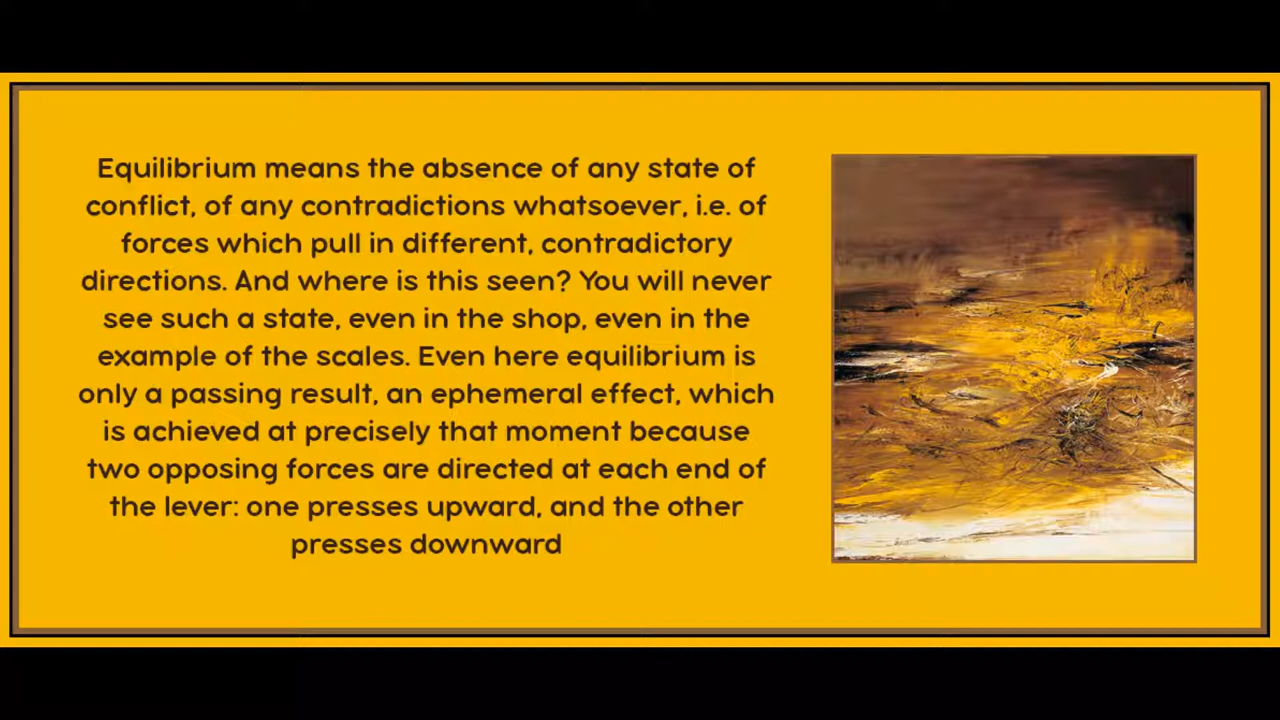 Equilibrium means the absence of any state of
conflict, of any contradictions whatsoever, i.e. of
forces which pull in different, contradictory
directions. And where is this seen? You will never
see such a state, even in the shop, even in the
example of the scales. Even here equilibrium is
only a passing result, an ephemeral effect, which
is achieved at precisely that moment because
two opposing forces are directed at each end of
the lever: one presses upward, and the other
presses downward